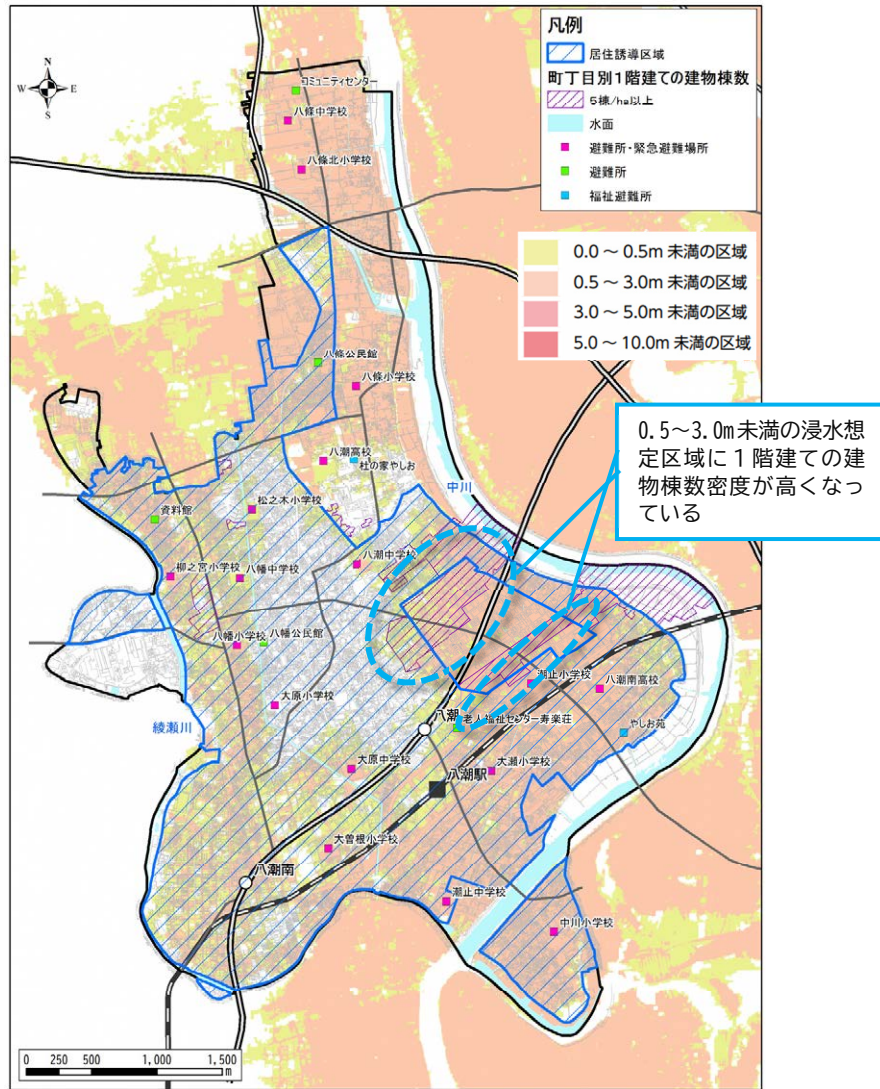 凡例
居住誘導区域
町丁目別1階建ての建物棟数
5棟/ha以上
水面
避難所・緊急避難場所
避難所
福祉避難所
0.0 ～ 0.5m 未満の区域
0.5 ～ 3.0m 未満の区域
3.0 ～ 5.0m 未満の区域
5.0 ～ 10.0m 未満の区域
N
W
E
S
コミュニティセンター
八條中学校
八條北小学校
八條公民館
八條小学校
0.5～3.0m未満の浸水想
定区域に１階建ての建
物棟数密度が高くなっ
ている
八潮高校
杜の家やしお
中川
資料館
松之木小学校
八潮中学校
柳之宮小学校
八幡中学校
八幡小学校
八幡公民館
潮止小学校
八潮南高校
大原小学校
八潮
老人福祉センター寿楽荘
やしお苑
綾瀬川
大原中学校
大瀬小学校
八潮駅
大曽根小学校
八潮南
潮止中学校
中川小学校
0 250 500 1,000 1,500
m